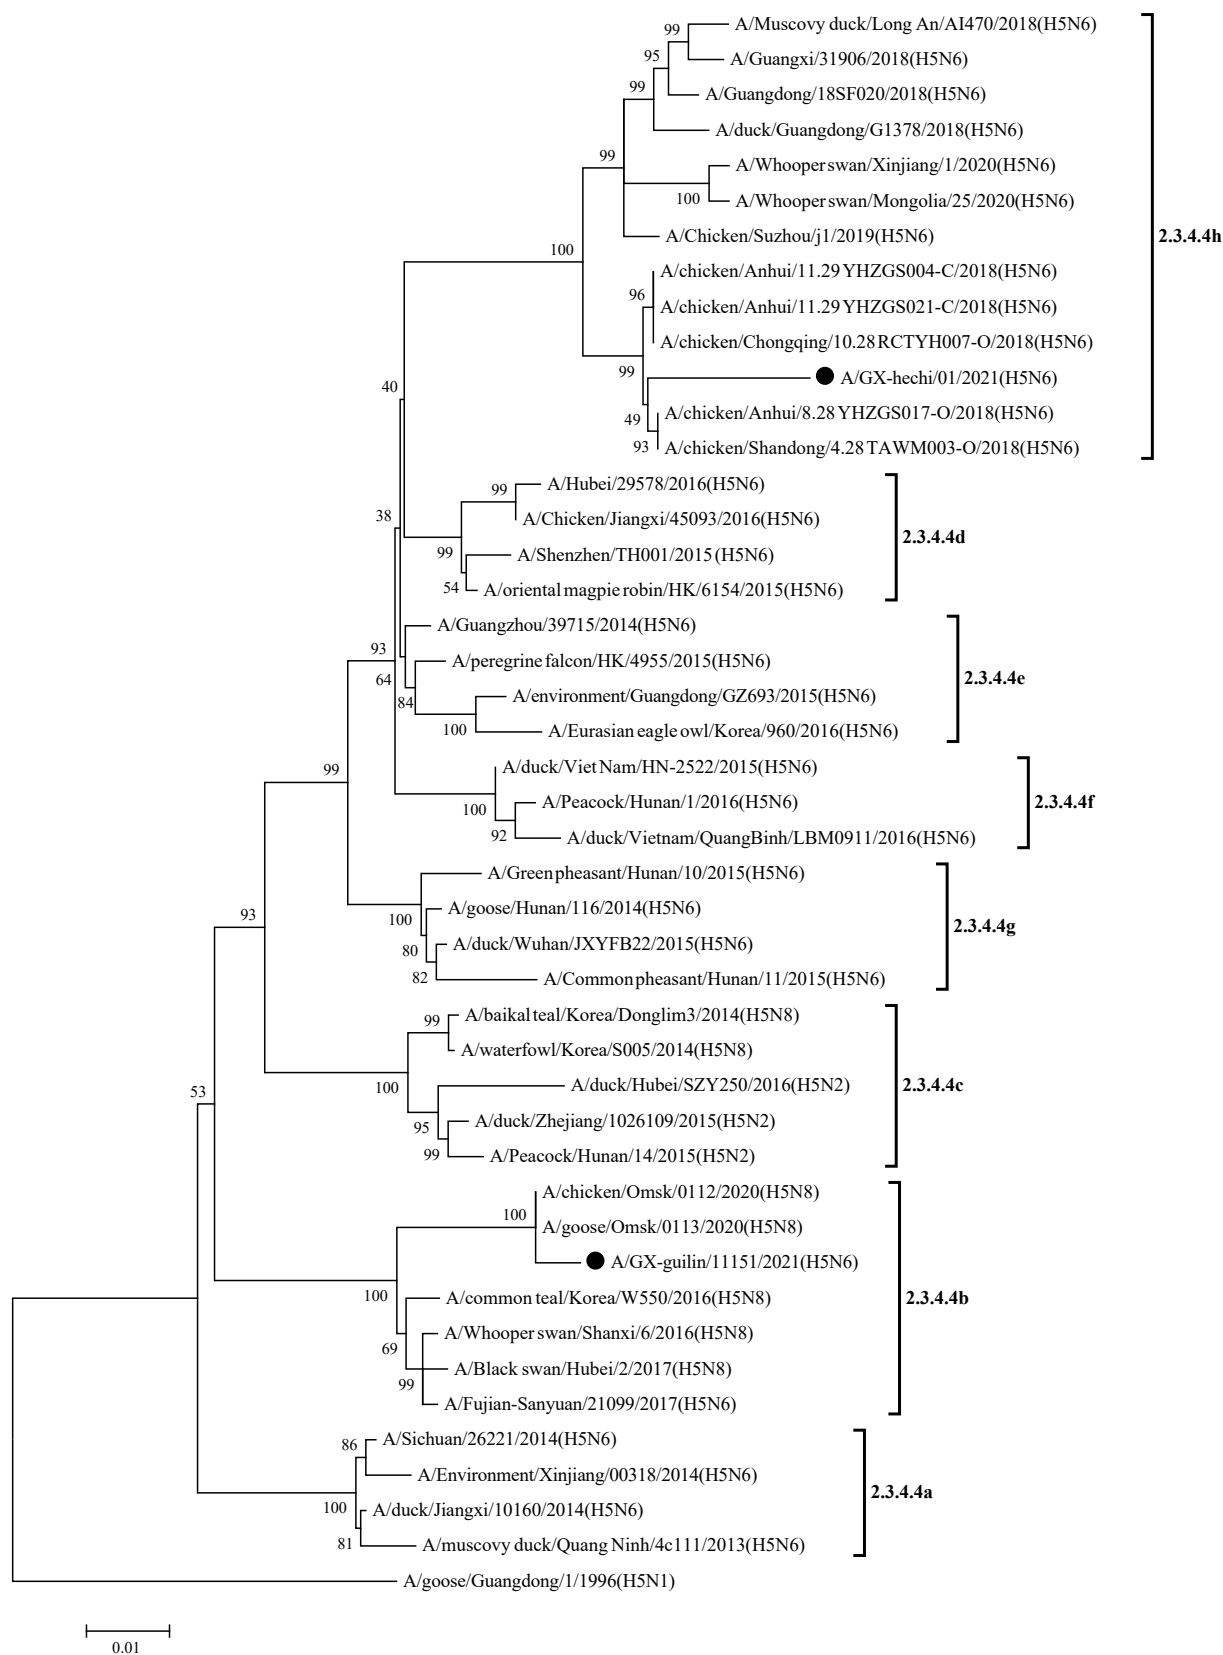 A/Muscovy duck/Long An/AI470/2018(H5N6)
99
A/Guangxi/31906/2018(H5N6)
95
A/Guangdong/18SF020/2018(H5N6)
99
A/duck/Guangdong/G1378/2018(H5N6)
99
A/Whooper swan/Xinjiang/1/2020(H5N6)
100
A/Whooper swan/Mongolia/25/2020(H5N6)
A/Chicken/Suzhou/j1/2019(H5N6)
2.3.4.4h
100
A/chicken/Anhui/11.29 YHZGS004-C/2018(H5N6)
96
A/chicken/Anhui/11.29 YHZGS021-C/2018(H5N6)
A/chicken/Chongqing/10.28 RCTYH007-O/2018(H5N6)
99
A/GX-hechi/01/2021(H5N6)
40
A/chicken/Anhui/8.28 YHZGS017-O/2018(H5N6)
49
93
A/chicken/Shandong/4.28 TAWM003-O/2018(H5N6)
A/Hubei/29578/2016(H5N6)
99
A/Chicken/Jiangxi/45093/2016(H5N6)
38
2.3.4.4d
99
A/Shenzhen/TH001/2015 (H5N6)
54
A/oriental magpie robin/HK/6154/2015(H5N6)
A/Guangzhou/39715/2014(H5N6)
93
A/peregrine falcon/HK/4955/2015(H5N6)
64
2.3.4.4e
84
A/environment/Guangdong/GZ693/2015(H5N6)
100
A/Eurasian eagle owl/Korea/960/2016(H5N6)
99
A/duck/Viet Nam/HN-2522/2015(H5N6)
100
A/Peacock/Hunan/1/2016(H5N6)
2.3.4.4f
92
A/duck/Vietnam/QuangBinh/LBM0911/2016(H5N6)
A/Green pheasant/Hunan/10/2015(H5N6)
93
100
A/goose/Hunan/116/2014(H5N6)
2.3.4.4g
80
A/duck/Wuhan/JXYFB22/2015(H5N6)
82
A/Common pheasant/Hunan/11/2015(H5N6)
A/baikal teal/Korea/Donglim3/2014(H5N8)
99
A/waterfowl/Korea/S005/2014(H5N8)
53
100
A/duck/Hubei/SZY250/2016(H5N2)
2.3.4.4c
95
A/duck/Zhejiang/1026109/2015(H5N2)
99
A/Peacock/Hunan/14/2015(H5N2)
A/chicken/Omsk/0112/2020(H5N8)
100
A/goose/Omsk/0113/2020(H5N8)
A/GX-guilin/11151/2021(H5N6)
100
A/common teal/Korea/W550/2016(H5N8)
2.3.4.4b
69
A/Whooper swan/Shanxi/6/2016(H5N8)
A/Black swan/Hubei/2/2017(H5N8)
99
A/Fujian-Sanyuan/21099/2017(H5N6)
A/Sichuan/26221/2014(H5N6)
86
A/Environment/Xinjiang/00318/2014(H5N6)
2.3.4.4a
100
A/duck/Jiangxi/10160/2014(H5N6)
81
A/muscovy duck/Quang Ninh/4c111/2013(H5N6)
A/goose/Guangdong/1/1996(H5N1)
0.01